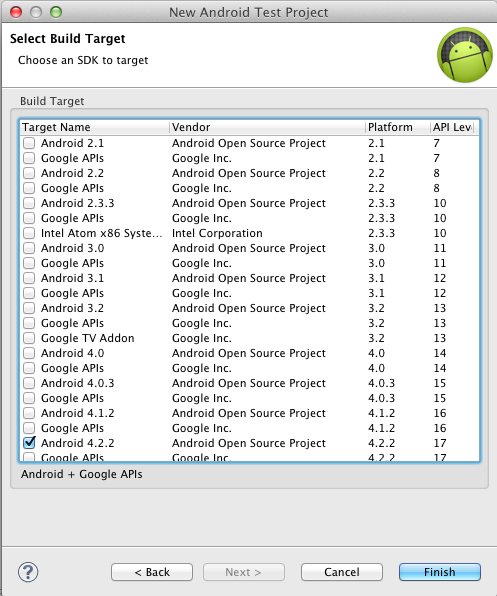 New Android Test Project
Select Build Target
Choose an SDK to target
Build Target
Target Name Vendor Platform API Lev
Android 2.1 Android Open Source Project 2.1 7
Google APIs Google Inc. 2.1 7
Android 2.2 Android Open Source Project 2.2 8
Google APIs Google Inc. 2.2 8
Android 2.3.3 Android Open Source Project 2.3.3 10
Google APIs Google Inc. 2.3.3 10
Intel Atom x86 Syste... Intel Corporation 2.3.3 10
Android 3.0 Android Open Source Project 3.0 11
Google APIs Google Inc. 3.0 11
Android 3.1 Android Open Source Project 3.1 12
Google APIs Google Inc. 3.1 12
Android 3.2 Android Open Source Project 3.2 13
Google APIs Google Inc. 3.2 13
Google TV Addon Google Inc. 3.2 13
Android 4.0 Android Open Source Project 4.0 14
Google APIs Google Inc. 4.0 14
Android 4.0.3 Android Open Source Project 4.0.3 15
Google APIs Google Inc. 4.0.3 15
Android 4.1.2 Android Open Source Project 4.1.2 16
Google APIs Google Inc. 4.1.2 16
Android 4.2.2 Android Open Source Project 4.2.2 17
Google APIs Google Inc. 4.2.2 17
Android + Google APIs
? < Back Next > Cancel Finish